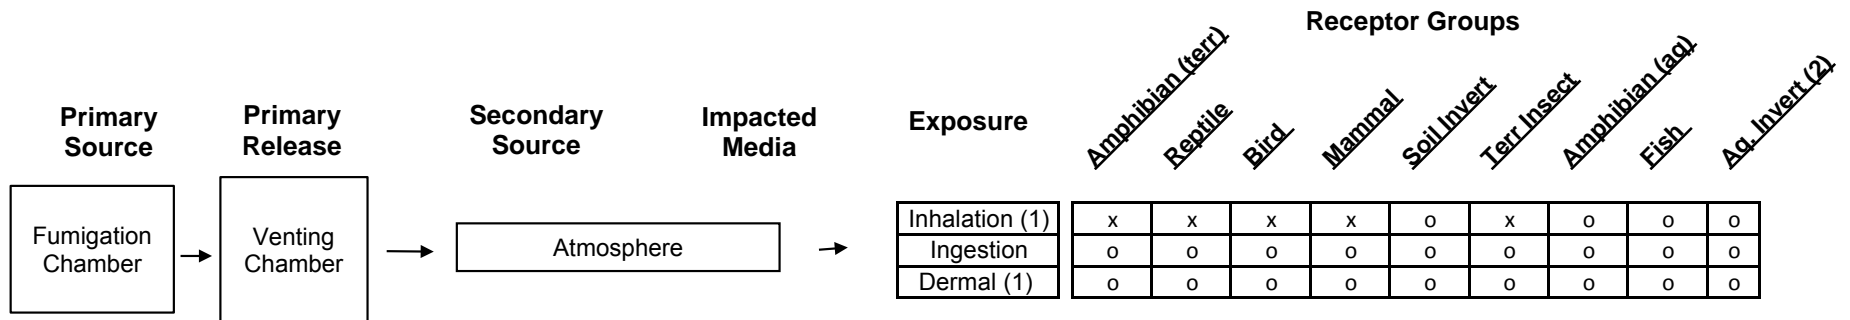 Receptor Groups
Primary
Source
Primary
Release
Secondary
Source
Impacted
Media
Exposure
Amphibian (terr)
Reptile
Bird
Mammal
Soil Invert
Terr Insect
Amphibian (aq)
Fish
Aq. Invert (2)
Fumigation
Chamber
Venting
Chamber
Atmosphere
Inhalation (1) x x x x o x o o o
Ingestion o o o o o o o o o
Dermal (1) o o o o o o o o o